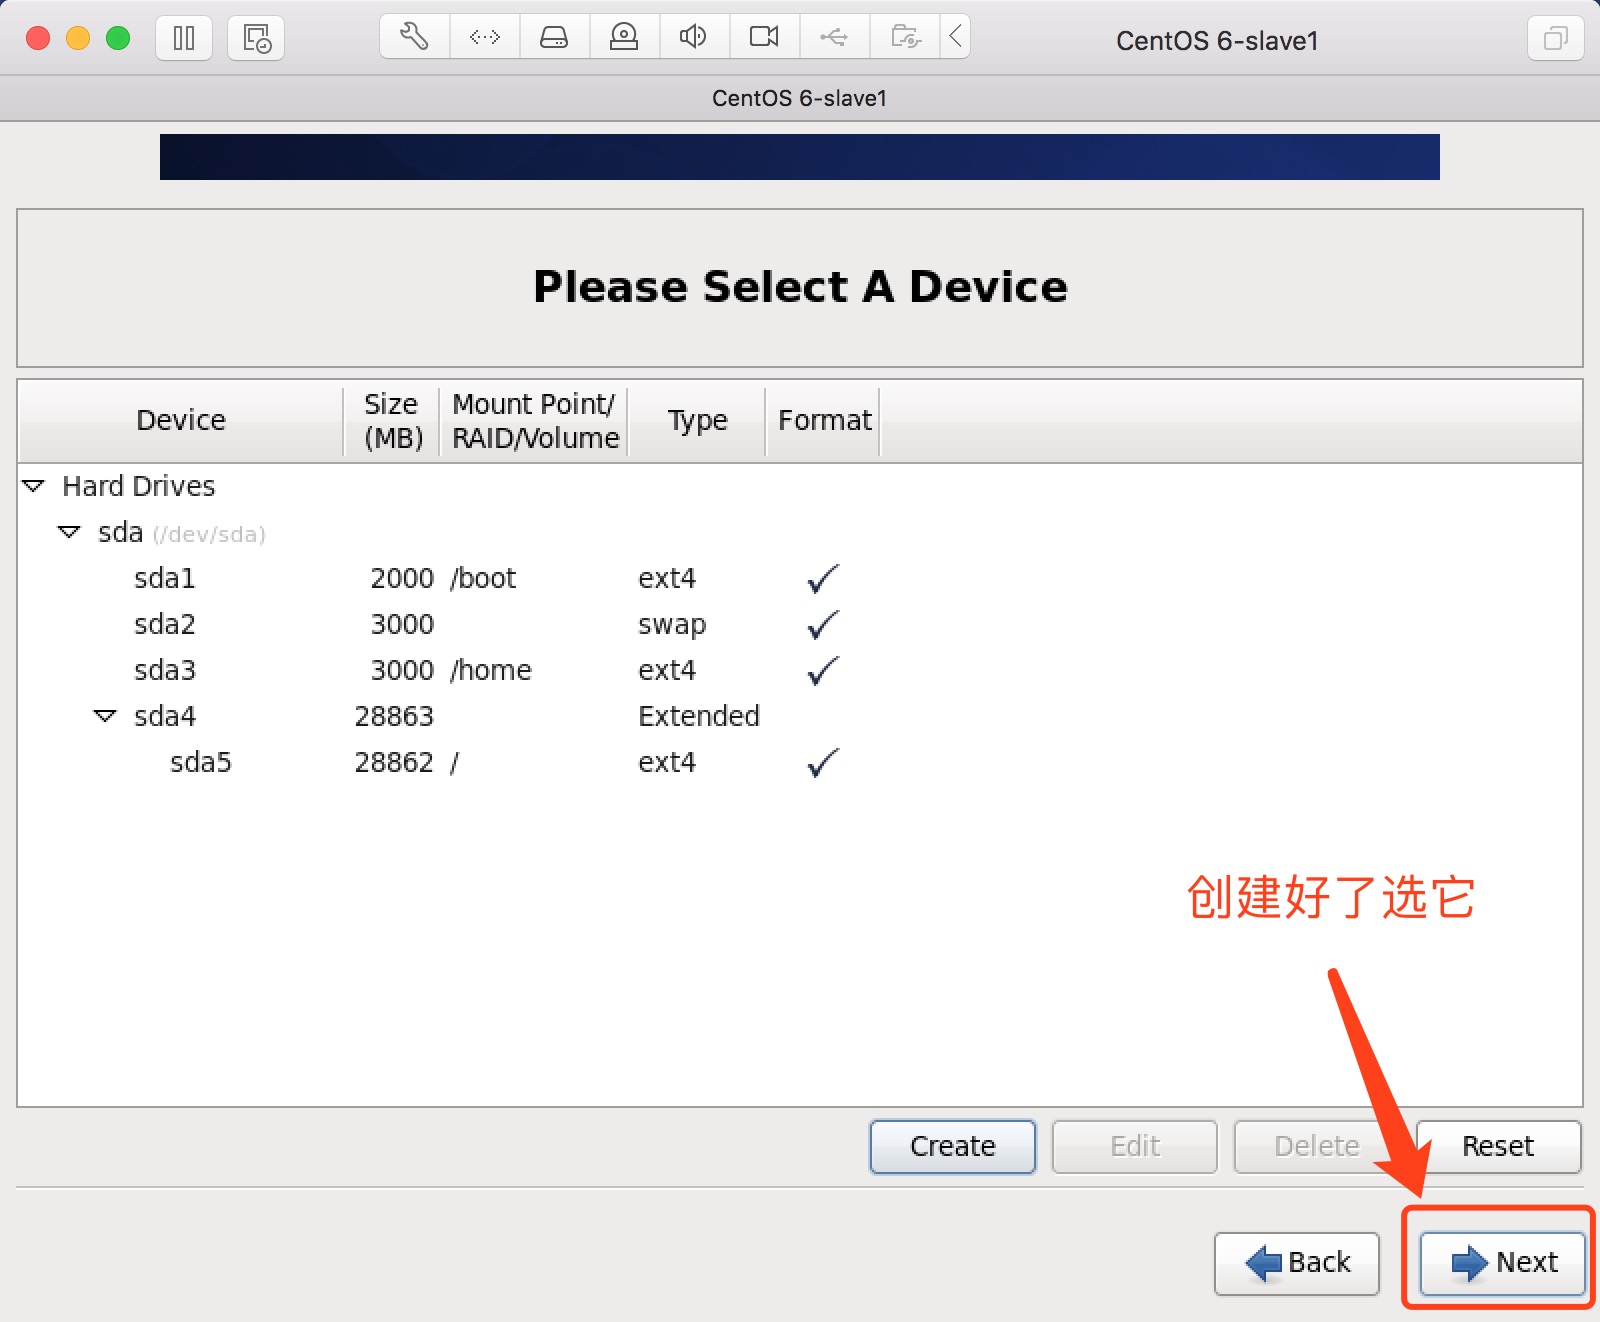 CentOS 6-slave1
CentOS 6-slave1
Please Select A Device
Device Size (MB) Mount Point/ RAID/Volume Type Format
Hard Drives
sda (/dev/sda)
sda1 2000 /boot ext4
sda2 3000 swap
sda3 3000 /home ext4
sda4 28863 Extended
sda5 28862 / ext4
创建好了选它
Create Edit Delete Reset
Back Next